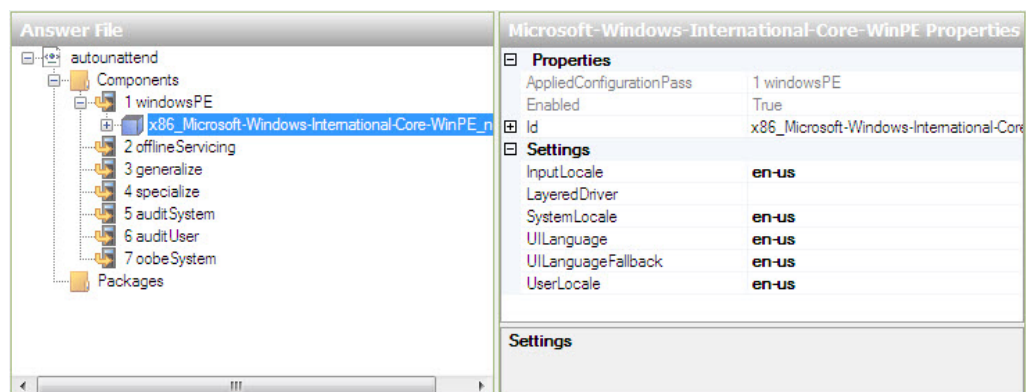 Answer File
autounattend
Components
1 windowsPE
x86_Microsoft-Windows-International-Core-WinPE_n
2 offlineServicing
3 generalize
4 specialize
5 auditSystem
6 auditUser
7 oobeSystem
Packages
Microsoft-Windows-International-Core-WinPE Properties
Properties
AppliedConfigurationPass 1 windowsPE
Enabled True
Id x86_Microsoft-Windows-International-Core
Settings
InputLocale en-us
LayeredDriver
SystemLocale en-us
UILanguage en-us
UILanguageFallback en-us
UserLocale en-us
Settings